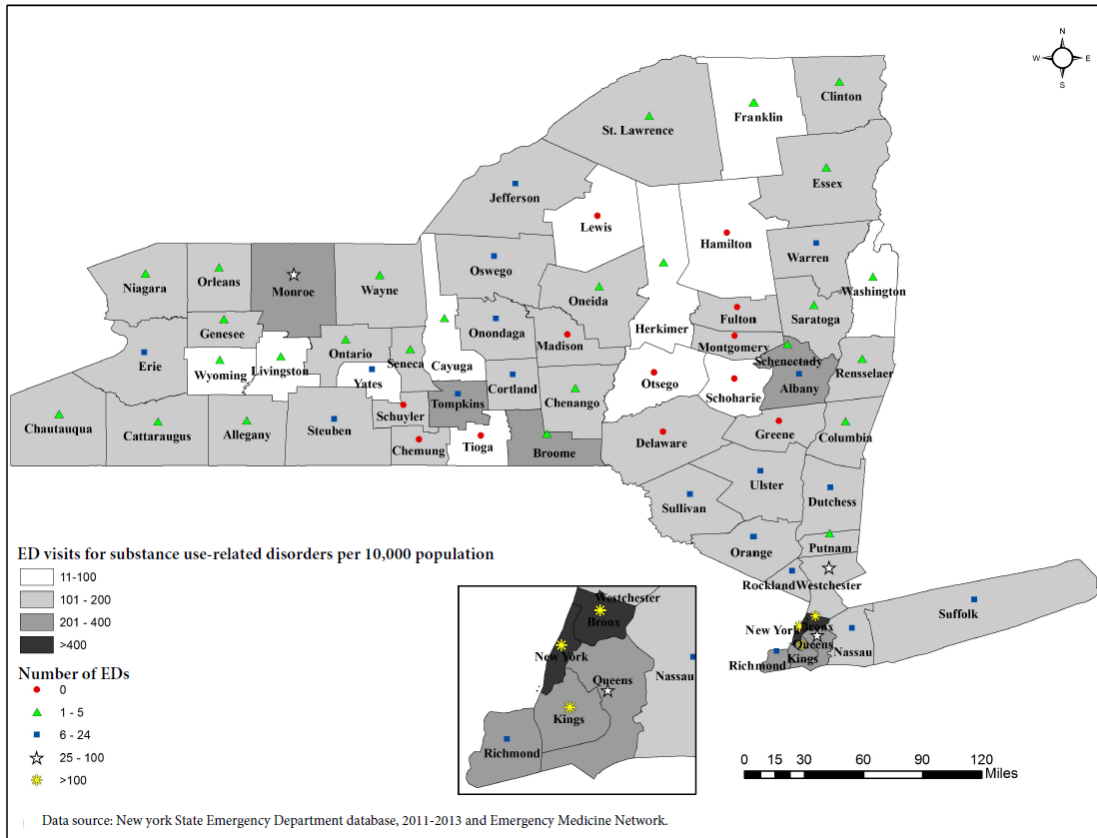 N
W E
S
Clinton
Franklin
St. Lawrence
Essex
Jefferson
Lewis
Hamilton
Warren
Washington
Oswego
Oneida
Herkimer
Niagara
Orleans
Monroe
Wayne
Fulton
Saratoga
Genesee
Onondaga
Madison
Montgomery
Schenectady
Erie
Wyoming
Livingston
Ontario
Seneca
Cayuga
Otsego
Schoharie
Albany
Rensselaer
Yates
Tompkins
Cortland
Chenango
Chautauqua
Cattaraugus
Allegany
Steuben
Schuyler
Chemung
Tioga
Broome
Delaware
Greene
Columbia
Ulster
Dutchess
Sullivan
Orange
Putnam
Rockland
Westchester
Suffolk
New York
Bronx
Queens
Kings
Nassau
Richmond
ED visits for substance use-related disorders per 10,000 population
11-100
101 - 200
201 - 400
>400
Number of EDs
0
1 - 5
6 - 24
25 - 100
>100
Westchester
Bronx
New York
Queens
Nassau
Kings
Richmond
0 15 30 60 90 120
Miles
Data source: New york State Emergency Department database, 2011-2013 and Emergency Medicine Network.